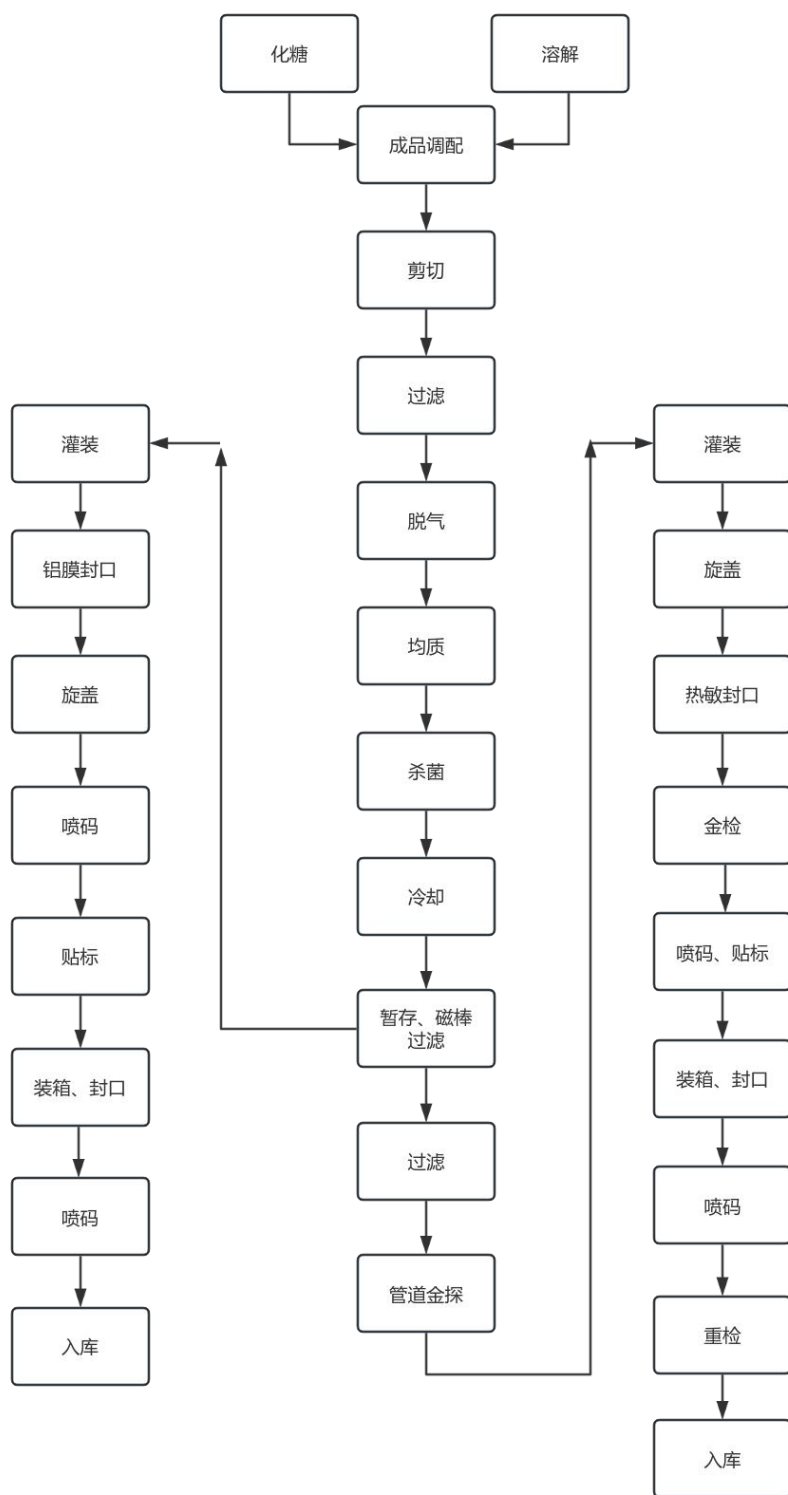 化糖
溶解
成品调配
剪切
过滤
脱气
均质
杀菌
冷却
暂存、磁棒
过滤
过滤
管道金探
灌装
铝膜封口
旋盖
喷码
贴标
装箱、封口
喷码
入库
灌装
旋盖
热敏封口
金检
喷码、贴标
装箱、封口
喷码
重检
入库